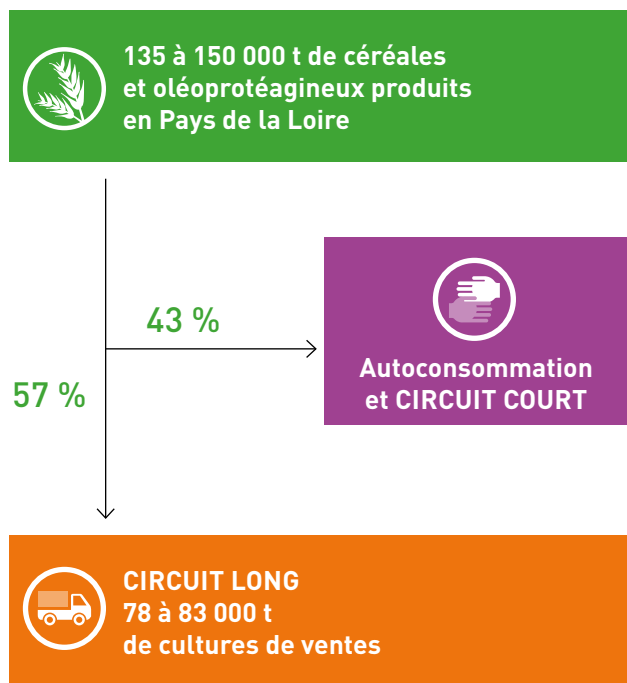 135 à 150 000 t de céréales
et oléoprotéagineux produits
en Pays de la Loire
43 %
Autoconsommation
et CIRCUIT COURT
57 %
CIRCUIT LONG
78 à 83 000 t
de cultures de ventes